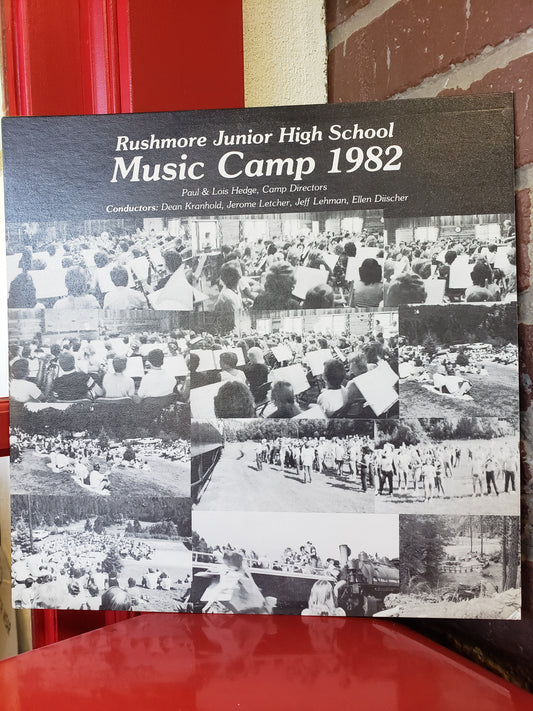 Rushmore Junior High School
Music Camp 1982
Paul & Lois Hedge, Camp Directors
Conductors: Dean Kranhold, Jerome Letcher, Jeff Lehman, Ellen Diischer